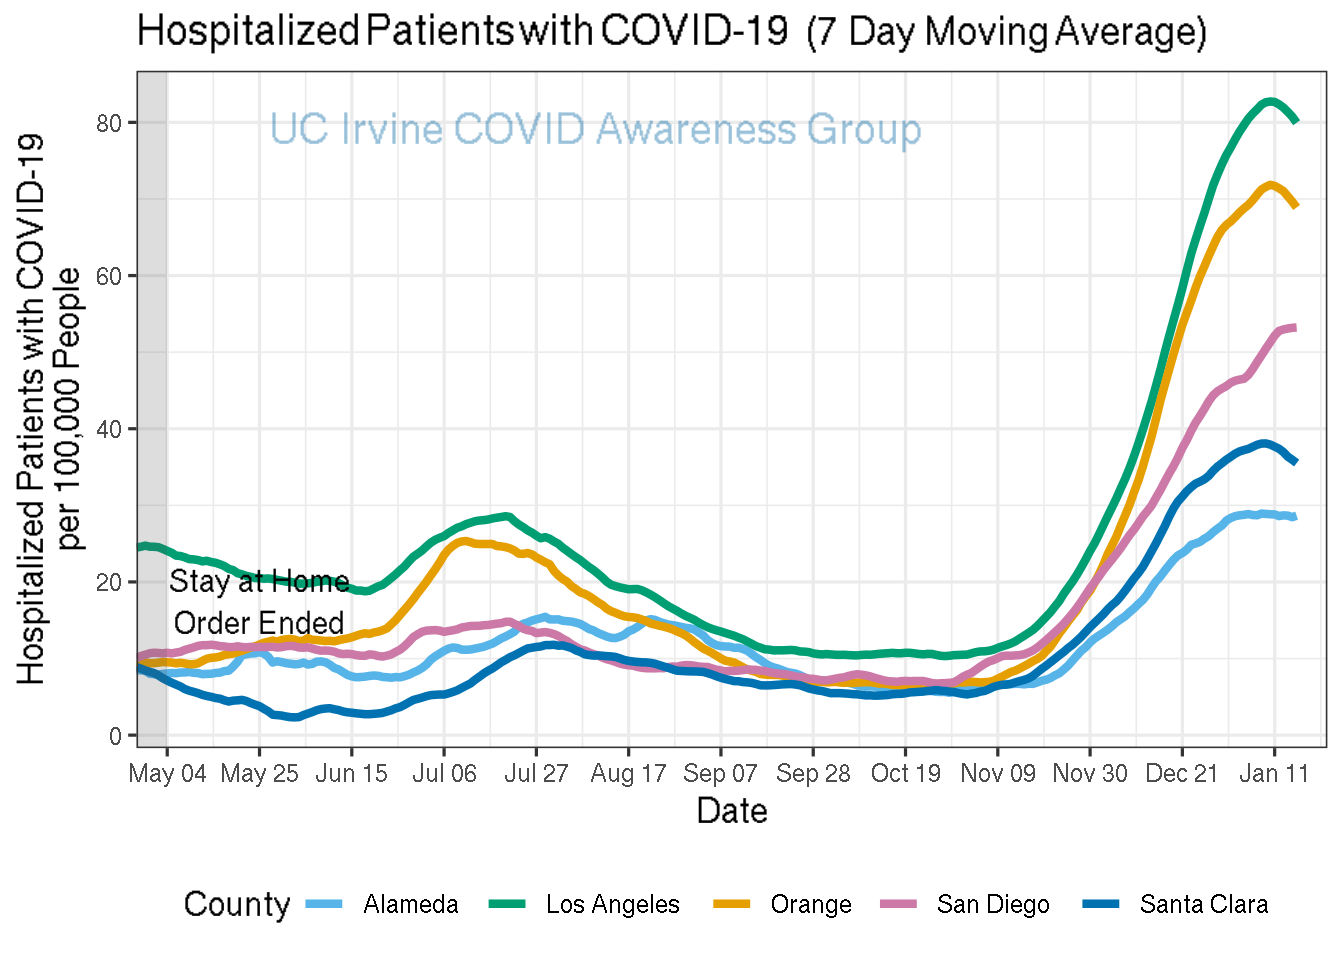 Hospitalized Patients with COVID-19 (7 Day Moving Average)
UC Irvine COVID Awareness Group
Hospitalized Patients with COVID-19
per 100,000 People
80
60
40
20
0
Stay at Home
Order Ended
May 04 May 25 Jun 15 Jul 06 Jul 27 Aug 17 Sep 07 Sep 28 Oct 19 Nov 09 Nov 30 Dec 21 Jan 11
Date
County Alameda Los Angeles Orange San Diego Santa Clara